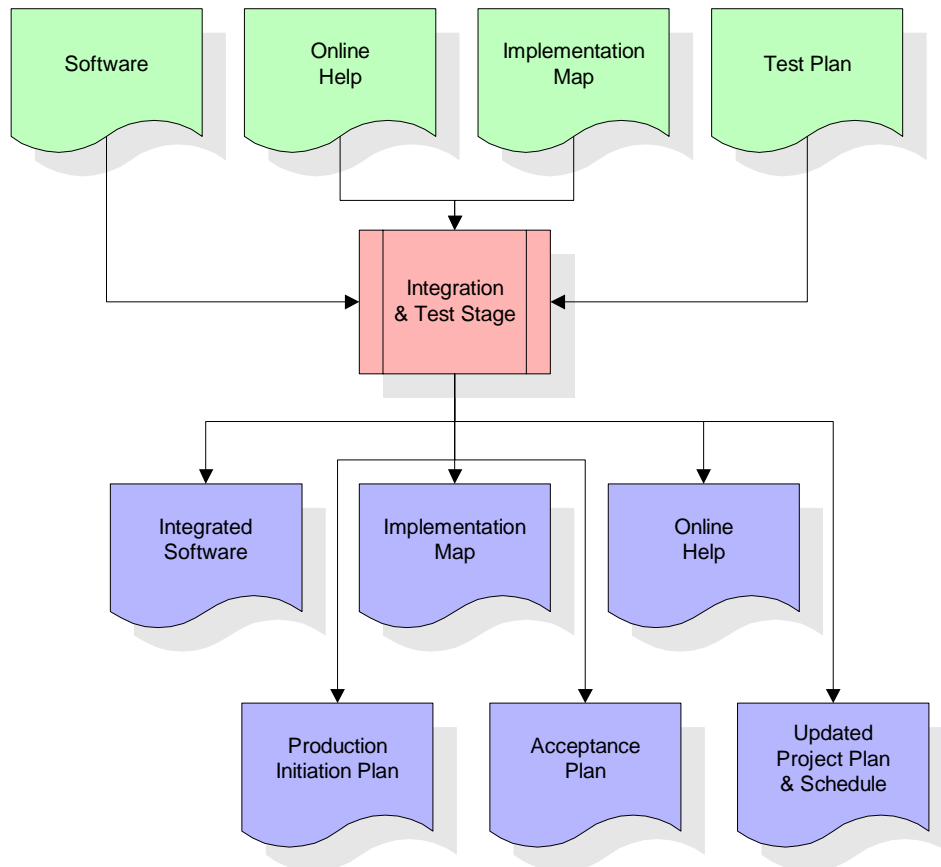 Software
Online
Help
Implementation
Map
Test Plan
Integration
& Test Stage
Integrated
Software
Implementation
Map
Online
Help
Production
Initiation Plan
Acceptance
Plan
Updated
Project Plan
& Schedule